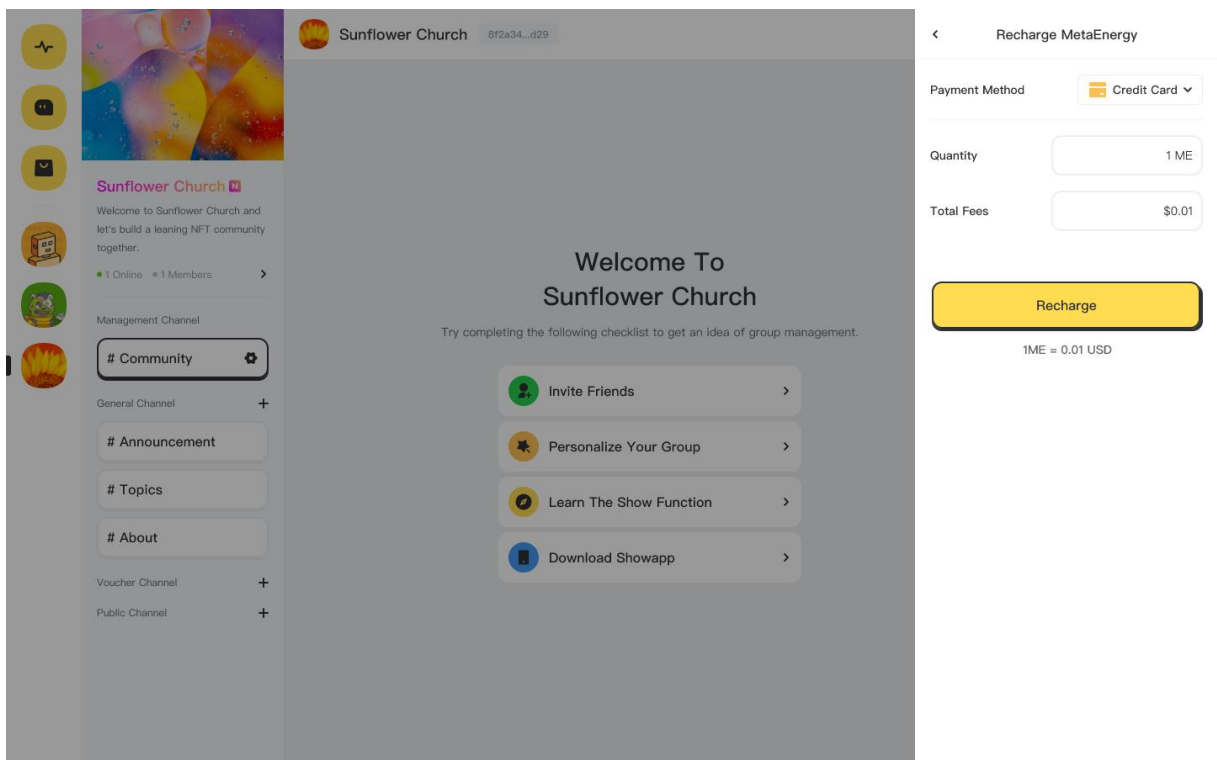 Sunflower Church N
Welcome to Sunflower Church and
let's build a leaning NFT community
together.
1 Online 1 Members
Management Channel
# Community
General Channel
# Announcement
# Topics
# About
Voucher Channel
Public Channel
Sunflower Church 8f2a34...d29
Welcome To
Sunflower Church
Try completing the following checklist to get an idea of group management.
Invite Friends
Personalize Your Group
Learn The Show Function
Download Showapp
Recharge MetaEnergy
Payment Method Credit Card
Quantity 1 ME
Total Fees $0.01
Recharge
1ME = 0.01 USD